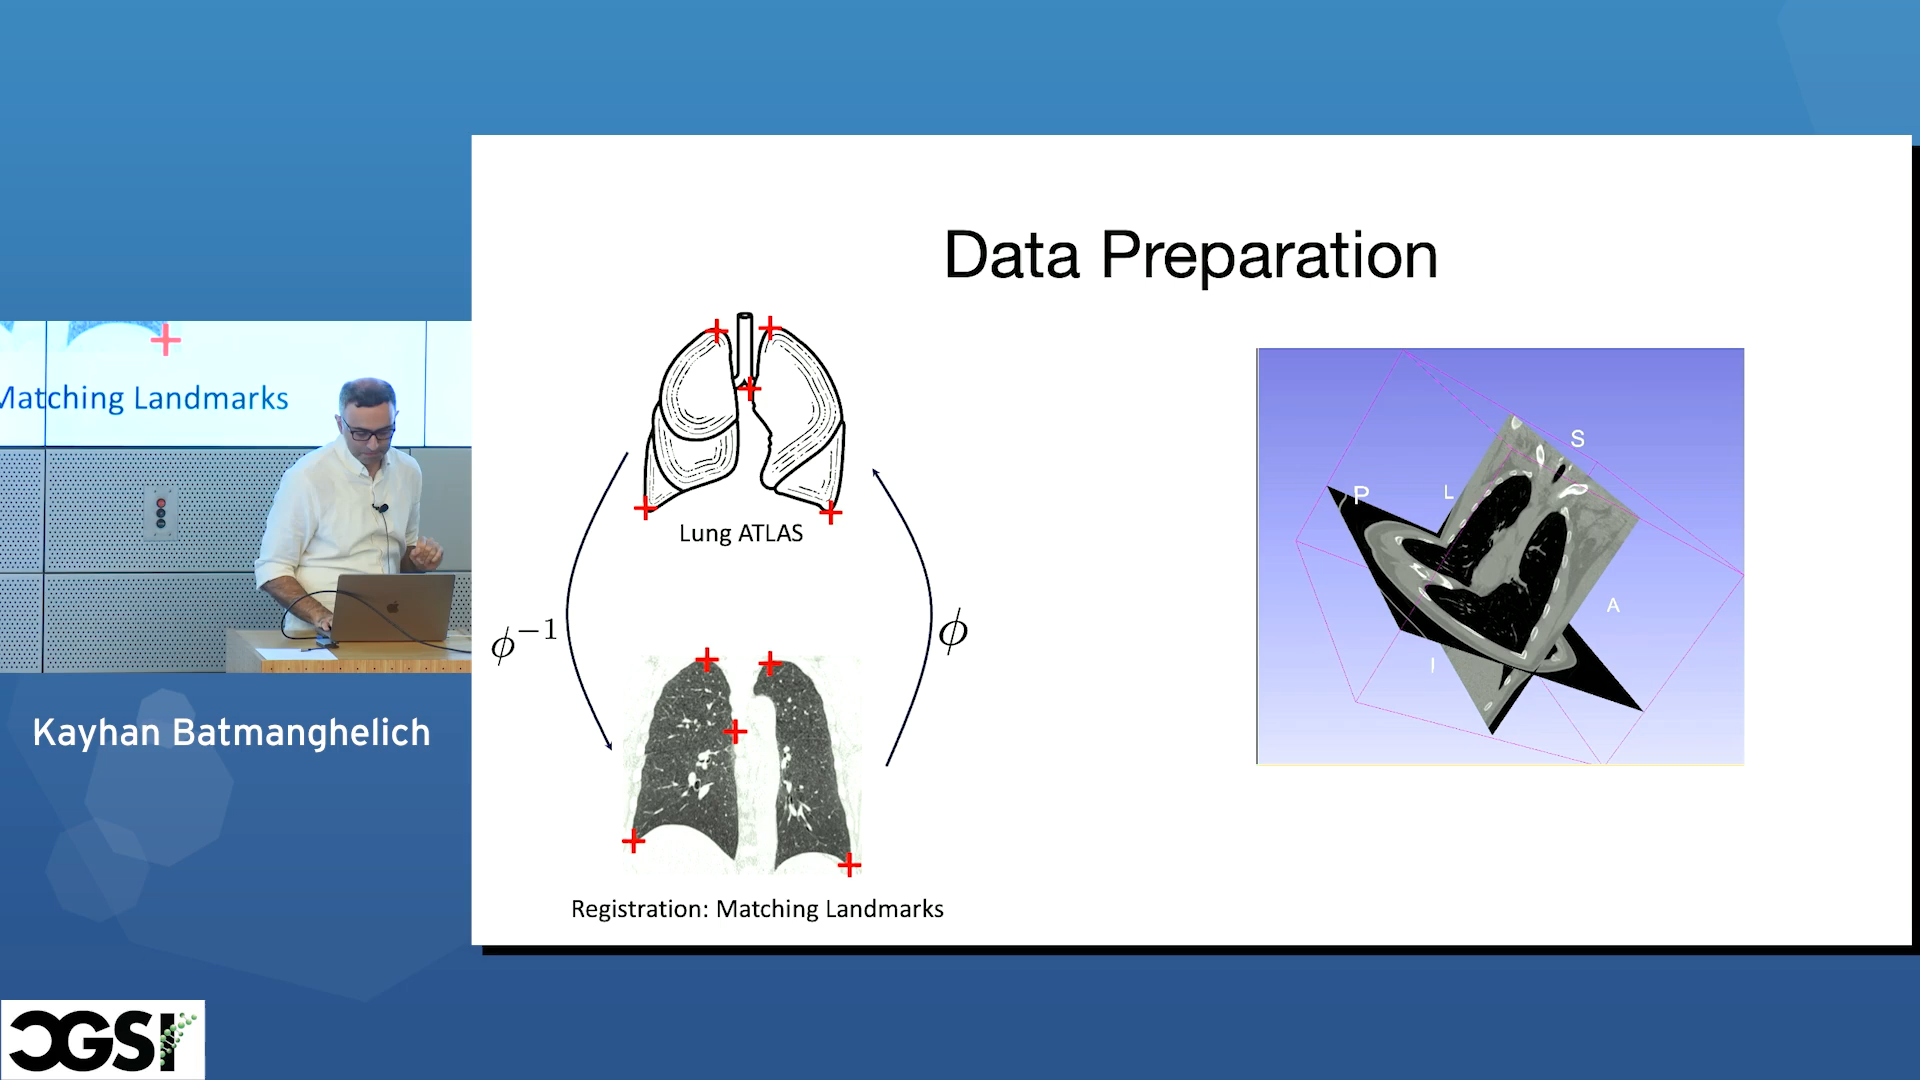 Data Preparation
Lung ATLAS
ϕ⁻¹
ϕ
Registration: Matching Landmarks
S
P
L
A
I
Matching Landmarks
Kayhan Batmanghelich
CGSI